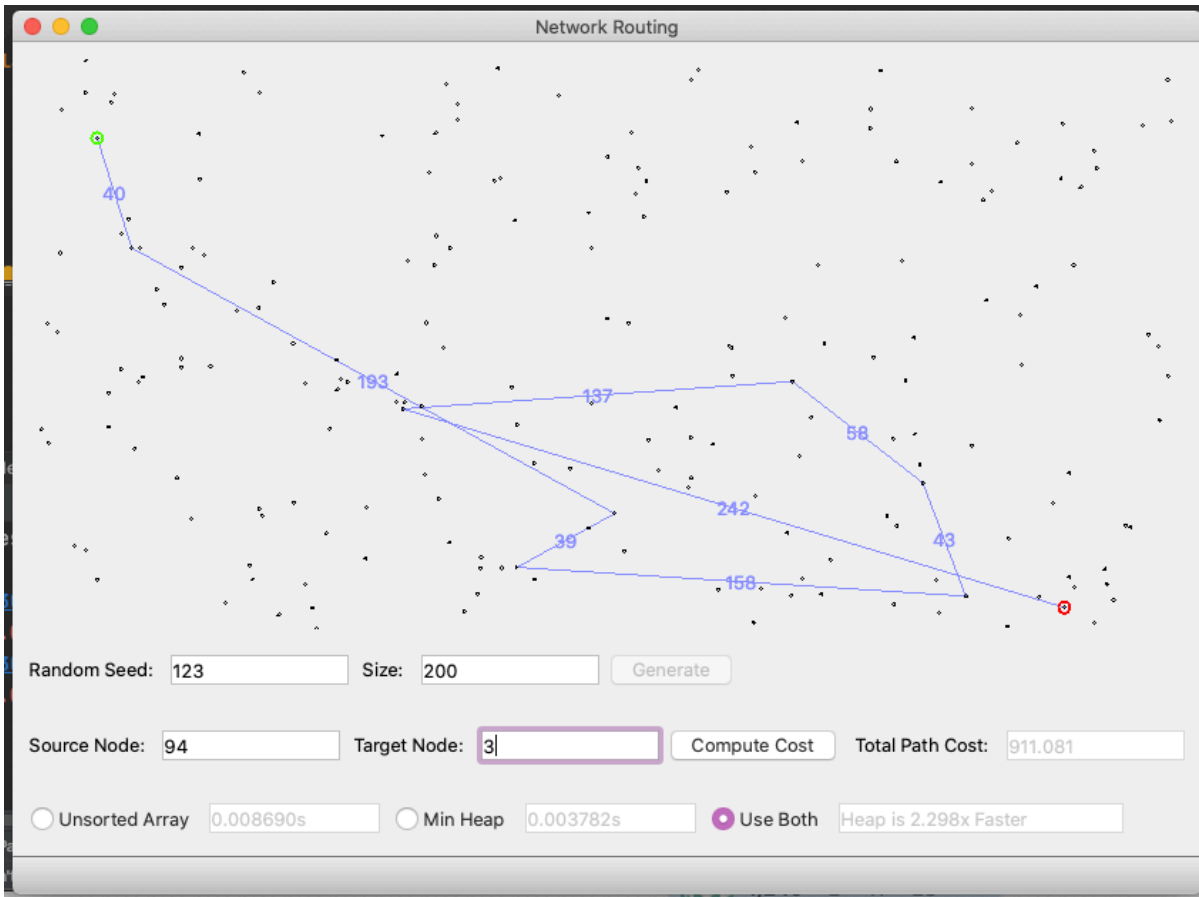 Network Routing
40
193
137
58
242
43
39
158
Random Seed: 123 Size: 200 Generate
Source Node: 94 Target Node: 3 Compute Cost Total Path Cost: 911.081
Unsorted Array 0.008690s Min Heap 0.003782s Use Both Heap is 2.298x Faster